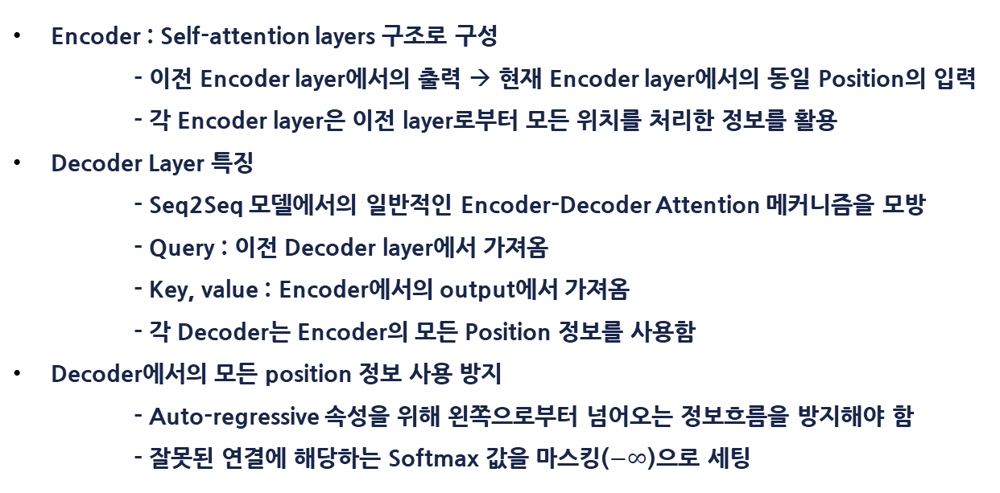 • Encoder : Self-attention layers 구조로 구성
- 이전 Encoder layer에서의 출력 → 현재 Encoder layer에서의 동일 Position의 입력
- 각 Encoder layer은 이전 layer로부터 모든 위치를 처리한 정보를 활용
• Decoder Layer 특징
- Seq2Seq 모델에서의 일반적인 Encoder-Decoder Attention 메커니즘을 모방
- Query : 이전 Decoder layer에서 가져옴
- Key, value : Encoder에서의 output에서 가져옴
- 각 Decoder는 Encoder의 모든 Position 정보를 사용함
• Decoder에서의 모든 position 정보 사용 방지
- Auto-regressive 속성을 위해 왼쪽으로부터 넘어오는 정보흐름을 방지해야 함
- 잘못된 연결에 해당하는 Softmax 값을 마스킹(−∞)으로 세팅